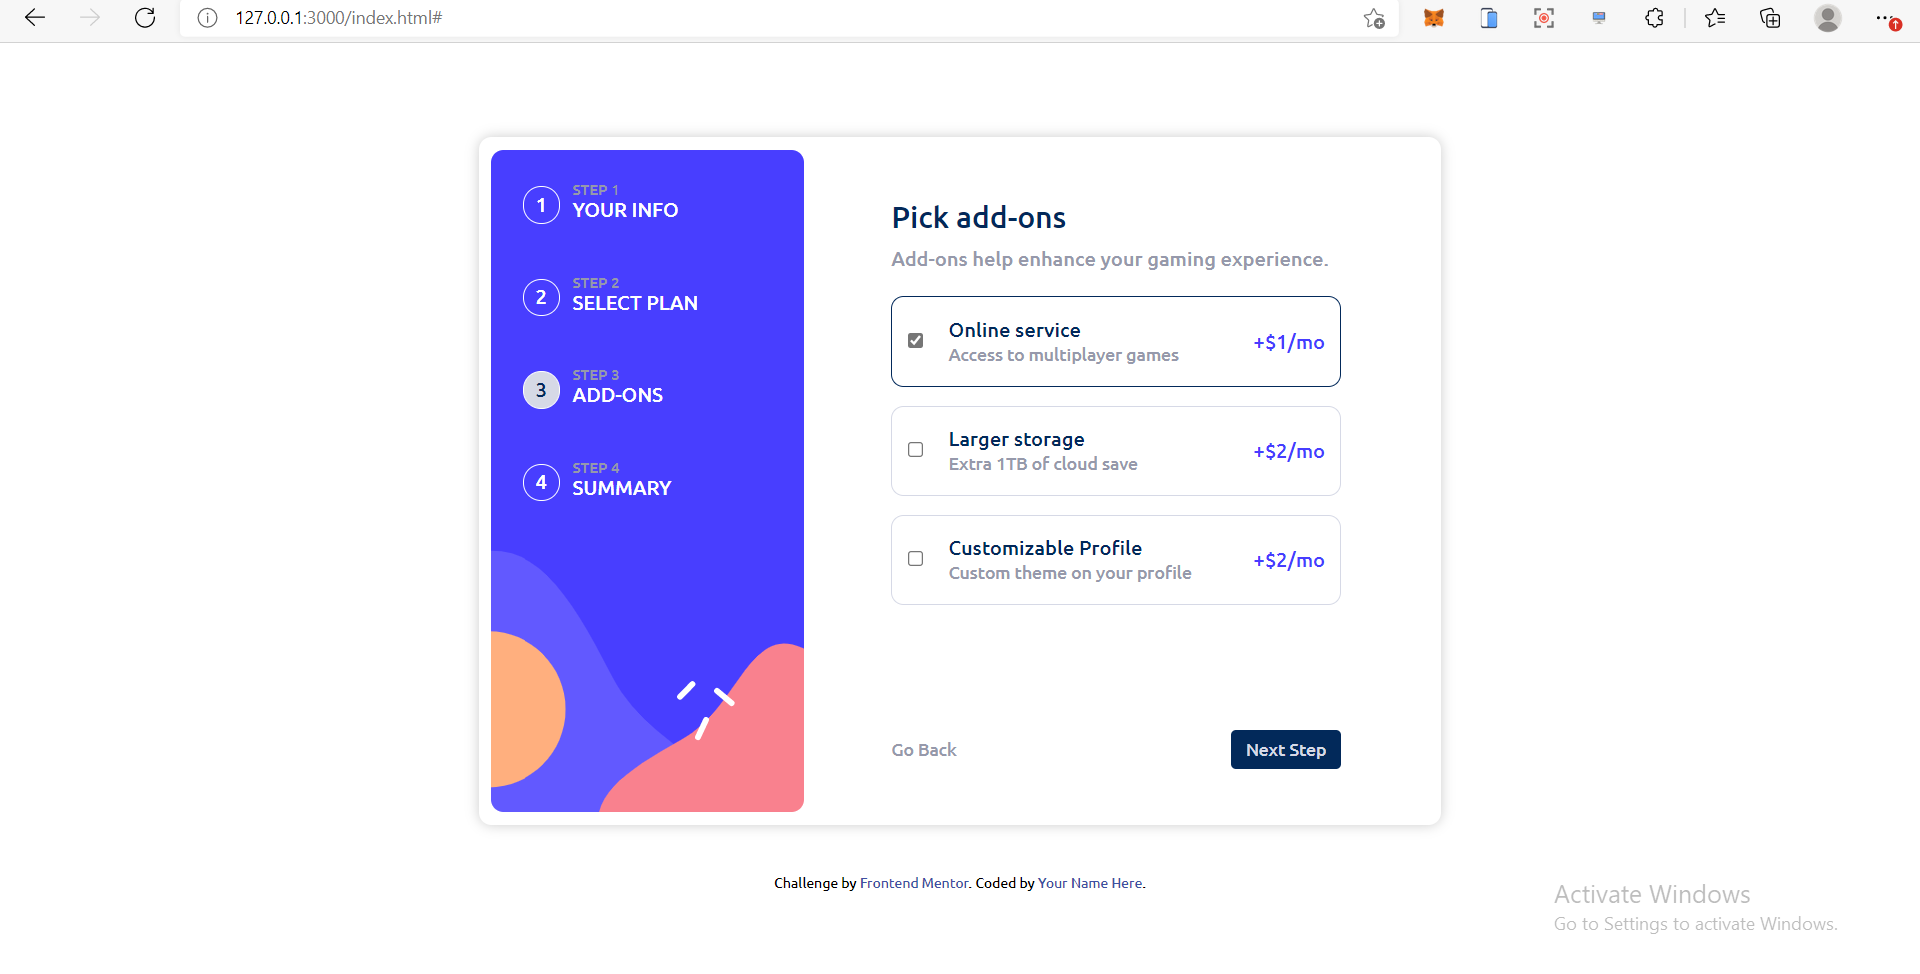 127.0.0.1:3000/index.html#
1
STEP 1
YOUR INFO
2
STEP 2
SELECT PLAN
3
STEP 3
ADD-ONS
4
STEP 4
SUMMARY
Pick add-ons
Add-ons help enhance your gaming experience.
Online service
Access to multiplayer games
+$1/mo
Larger storage
Extra 1TB of cloud save
+$2/mo
Customizable Profile
Custom theme on your profile
+$2/mo
Go Back
Next Step
Challenge by Frontend Mentor. Coded by Your Name Here.
Activate Windows
Go to Settings to activate Windows.